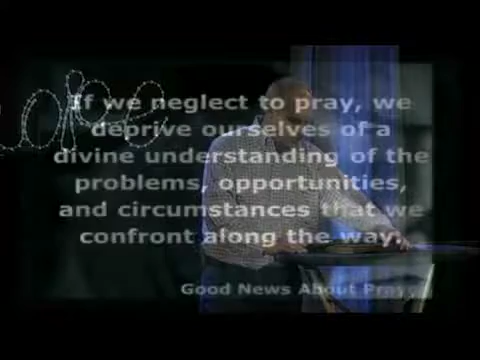 If we neglect to pray, we
deprive ourselves of a
divine understanding of the
problems, opportunities,
and circumstances that we
confront along the way.
Good News About Pray